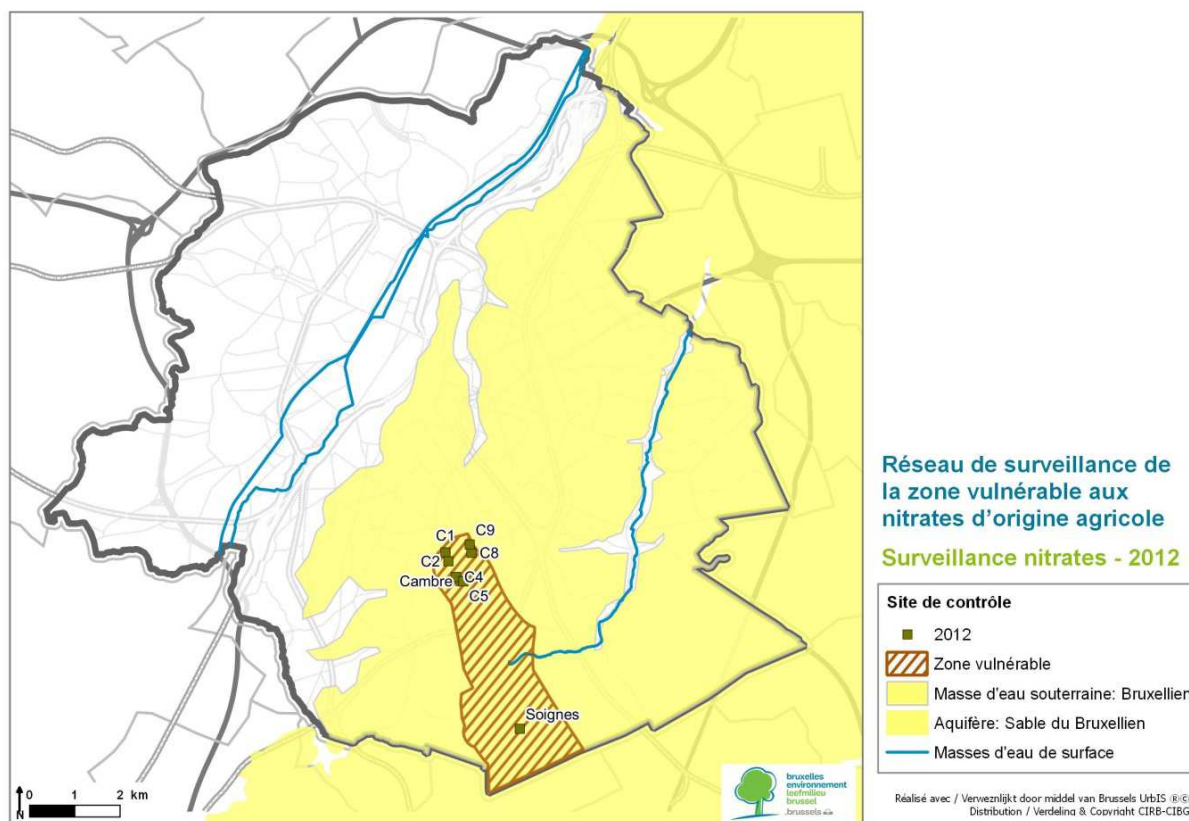 C1
C9
C2
C8
Cambre
C4
C5
Soignes
N
0 1 2 km
bruxelles
environnement
leefmilieu
brussel
.brussels
Réseau de surveillance de
la zone vulnérable aux
nitrates d'origine agricole
Surveillance nitrates - 2012
Site de contrôle
2012
Zone vulnérable
Masse d'eau souterraine: Bruxellien
Aquifère: Sable du Bruxellien
Masses d'eau de surface
Réalisé avec / Verweznlijkt door middel van Brussels UrbIS ®©
Distribution / Verdeling & Copyright CIRB-CIBG